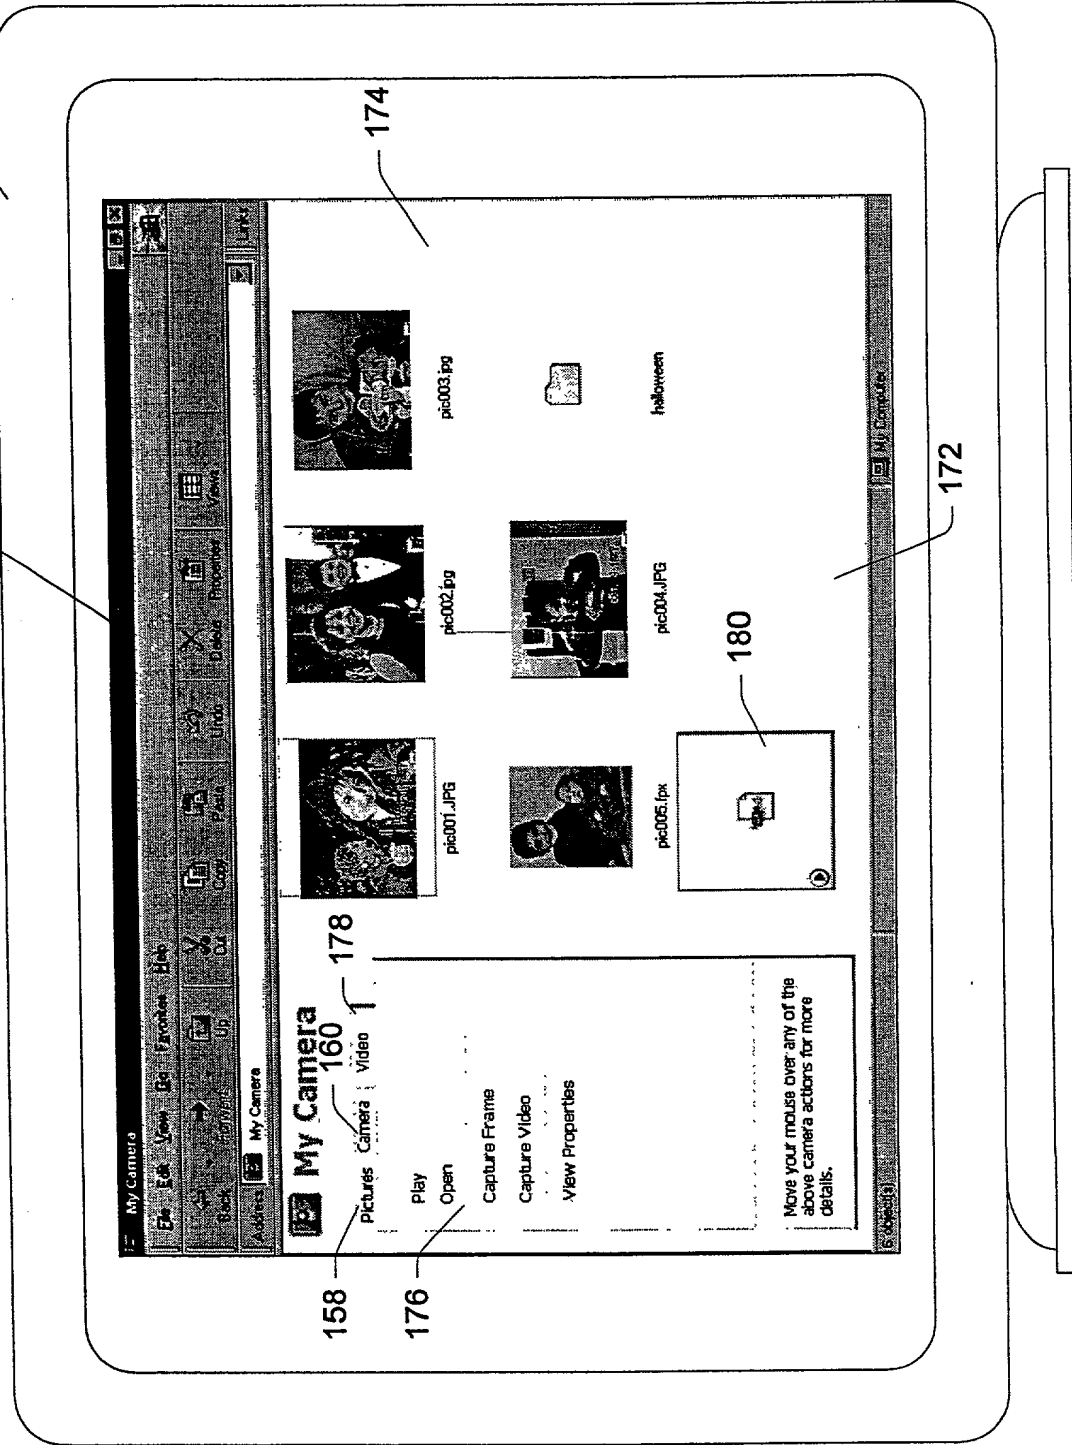 My Camera
File Edit View Go Favorites Help
Back Forward Up Cut Copy Paste Undo Delete Properties Views
Address My Camera Links
My Camera
160
178
158
Pictures Camera Video
176
Play
Open
Capture Frame
Capture Video
View Properties
Move your mouse over any of the
above camera actions for more
details.
174
pic001.JPG pic002.jpg pic003.jpg
pic005.fpx pic004.JPG halloween
180
172
6 object(s) My Computer